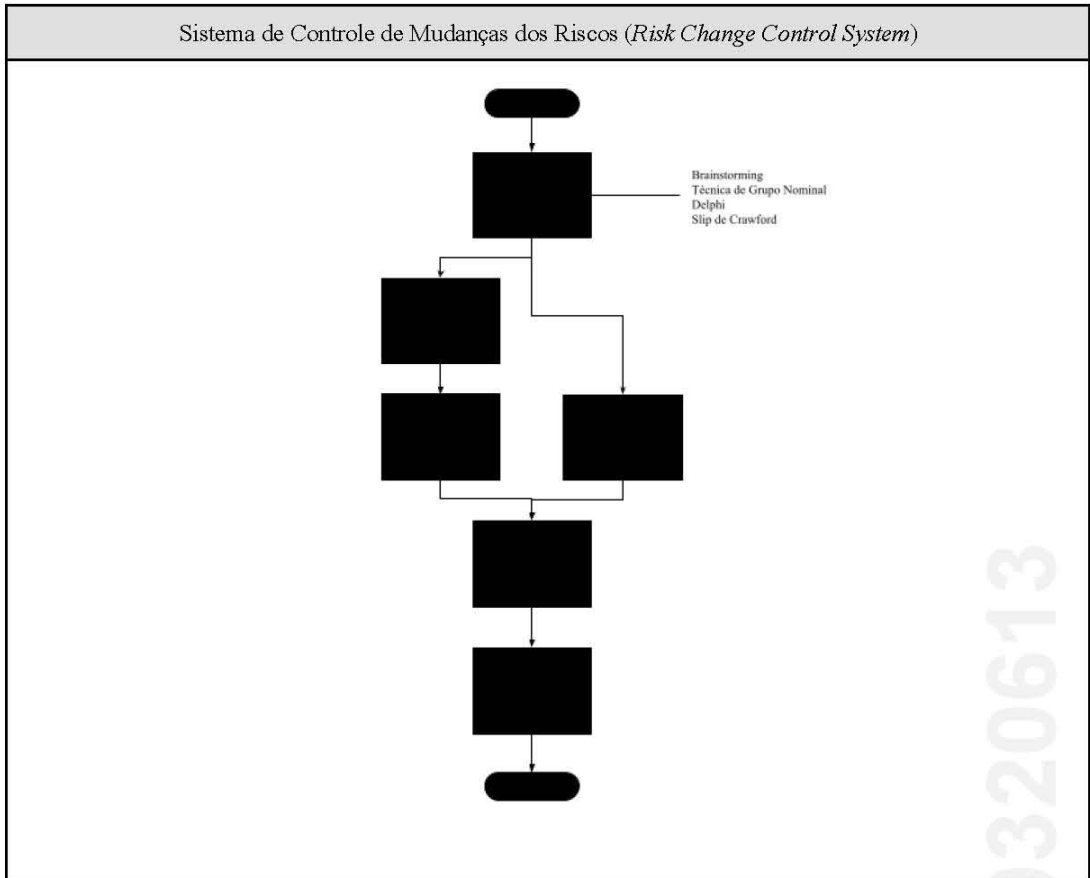 Sistema de Controle de Mudanças dos Riscos (Risk Change Control System)
Brainstorming
Técnica de Grupo Nominal
Delphi
Slip de Crawford
0320613